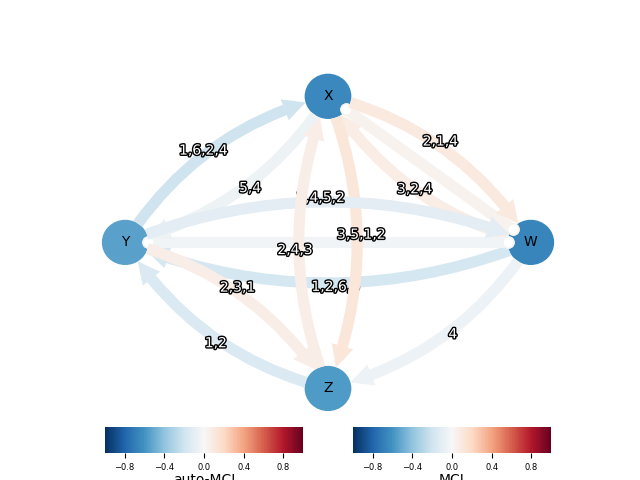 X
1,6,2,4
2,1,4
5,4
3,2,4
4,5,2
3,5,1,2
Y
W
2,4,3
2,3,1
1,2,6
1,2
4
Z
−0.8 −0.4 0.0 0.4 0.8
−0.8 −0.4 0.0 0.4 0.8
auto-MCI
MCI